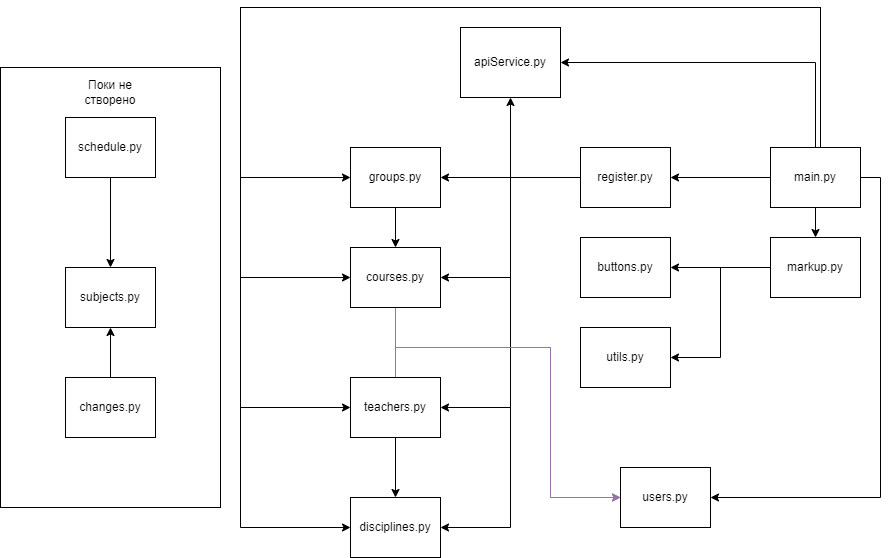 Поки не
створено
schedule.py
subjects.py
changes.py
apiService.py
groups.py
register.py
main.py
courses.py
buttons.py
markup.py
utils.py
teachers.py
users.py
disciplines.py